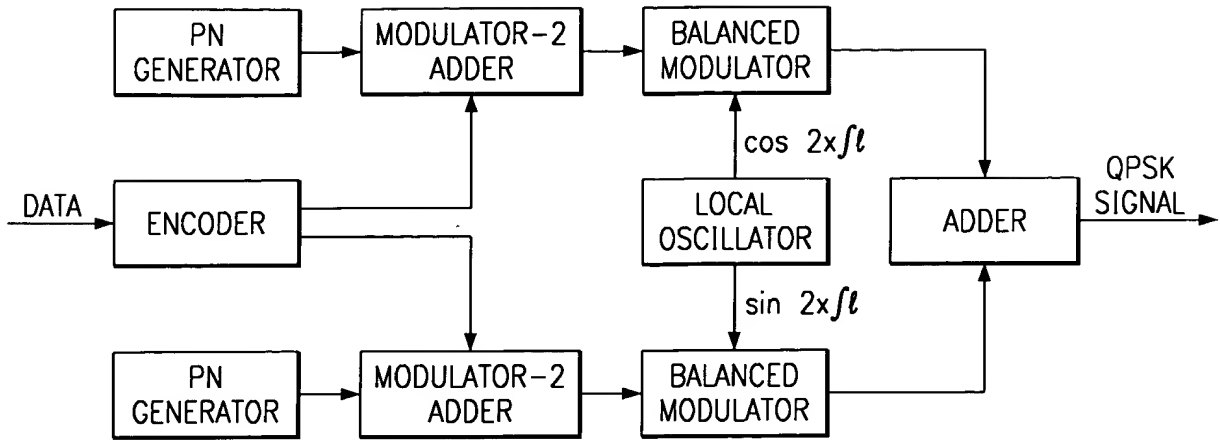 PN
GENERATOR
MODULATOR-2
ADDER
BALANCED
MODULATOR
cos 2x∫ℓ
DATA
ENCODER
LOCAL
OSCILLATOR
ADDER
QPSK
SIGNAL
sin 2x∫ℓ
PN
GENERATOR
MODULATOR-2
ADDER
BALANCED
MODULATOR